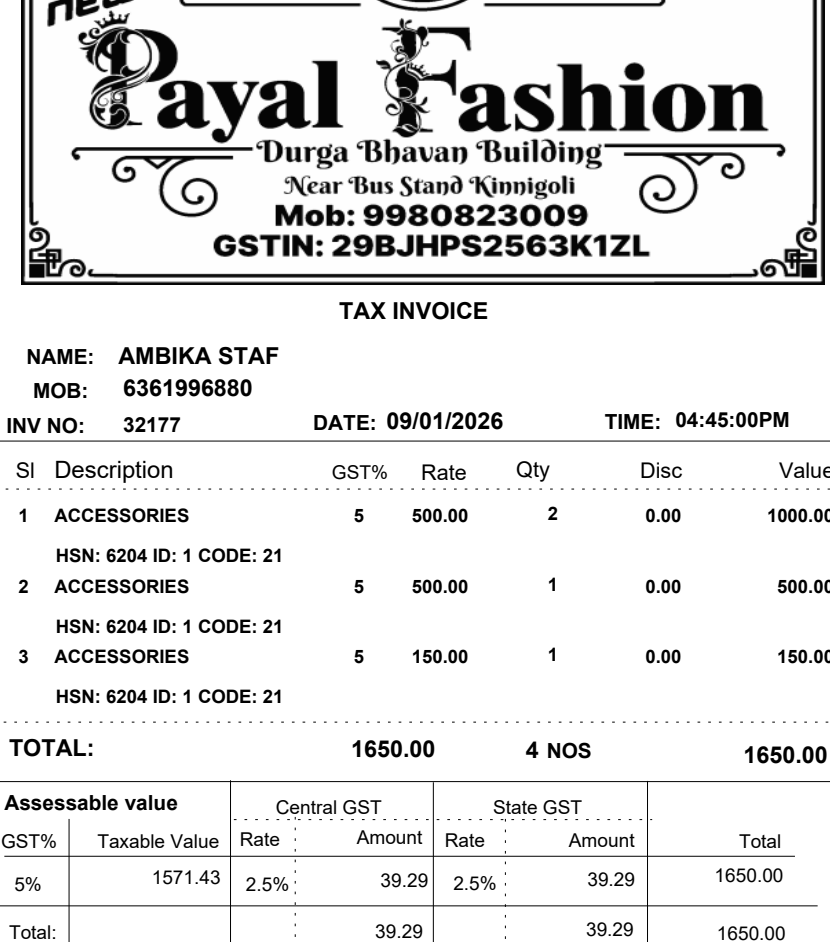 new
Payal Fashion
Durga Bhavan Building
Near Bus Stand Kinnigoli
Mob: 9980823009
GSTIN: 29BJHPS2563K1ZL
TAX INVOICE
NAME: AMBIKA STAF
MOB: 6361996880
INV NO: 32177 DATE: 09/01/2026 TIME: 04:45:00PM
Sl Description GST% Rate Qty Disc Value
1 ACCESSORIES 5 500.00 2 0.00 1000.00
HSN: 6204 ID: 1 CODE: 21
2 ACCESSORIES 5 500.00 1 0.00 500.00
HSN: 6204 ID: 1 CODE: 21
3 ACCESSORIES 5 150.00 1 0.00 150.00
HSN: 6204 ID: 1 CODE: 21
TOTAL: 1650.00 4 NOS 1650.00
Assessable value Central GST State GST
GST% Taxable Value Rate Amount Rate Amount Total
5% 1571.43 2.5% 39.29 2.5% 39.29 1650.00
Total: 39.29 39.29 1650.00